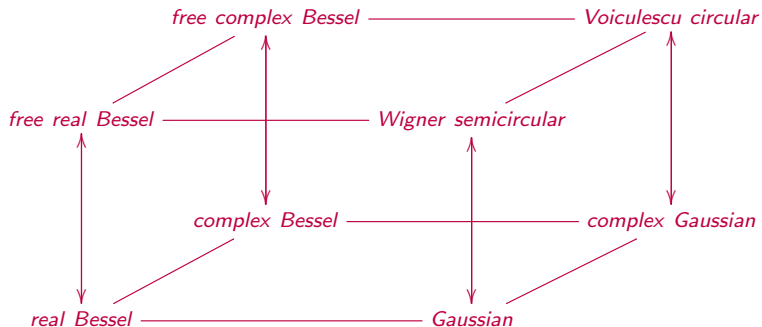 free complex Bessel Voiculescu circular
free real Bessel Wigner semicircular
complex Bessel complex Gaussian
real Bessel Gaussian